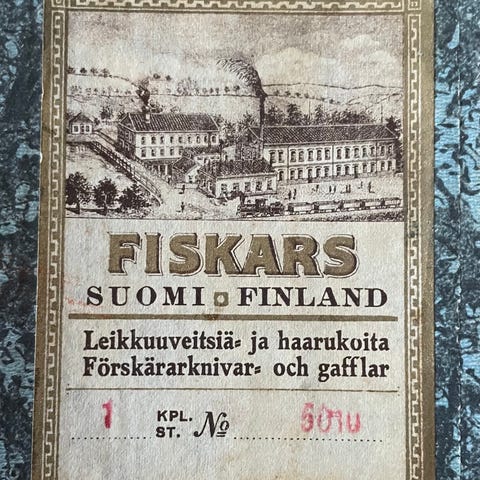 FISKARS
SUOMI FINLAND
Leikkuuveitsiä- ja haarukoita
Förskärarknivar- och gafflar
1 KPL.
ST. No